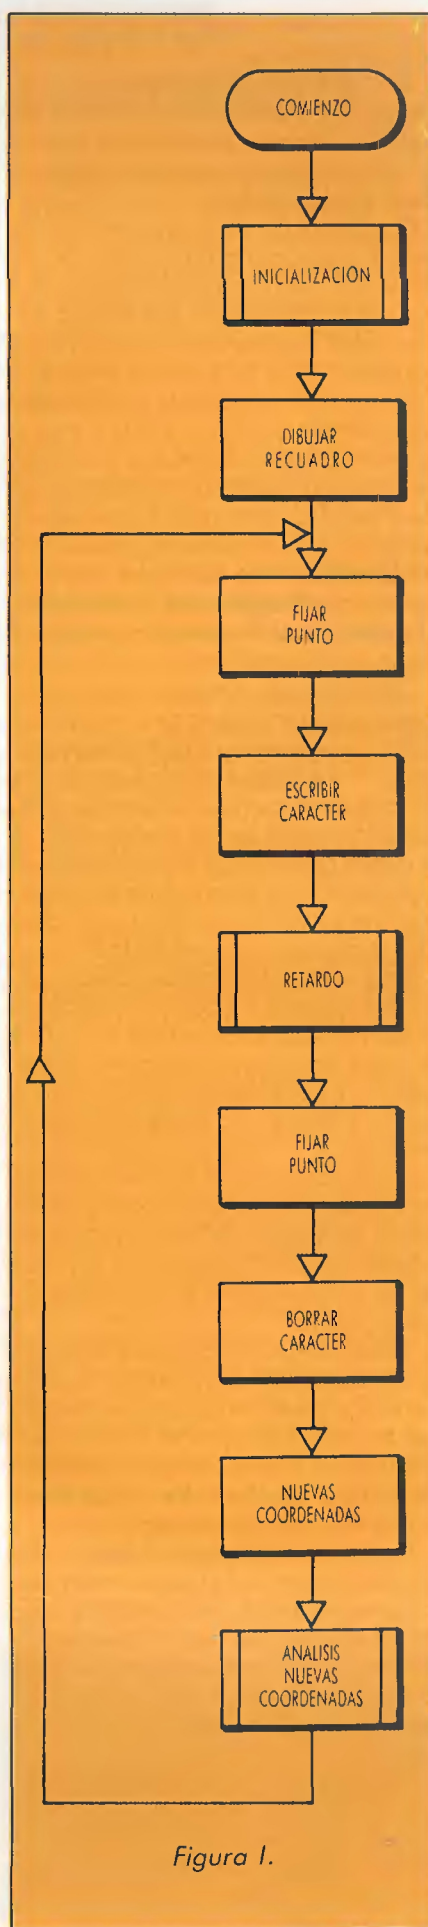 COMIENZO
INICIALIZACION
DIBUJAR
RECUADRO
FIJAR
PUNTO
ESCRIBIR
CARACTER
RETARDO
FIJAR
PUNTO
BORRAR
CARACTER
NUEVAS
COORDENADAS
ANALISIS
NUEVAS
COORDENADAS
Figura I.